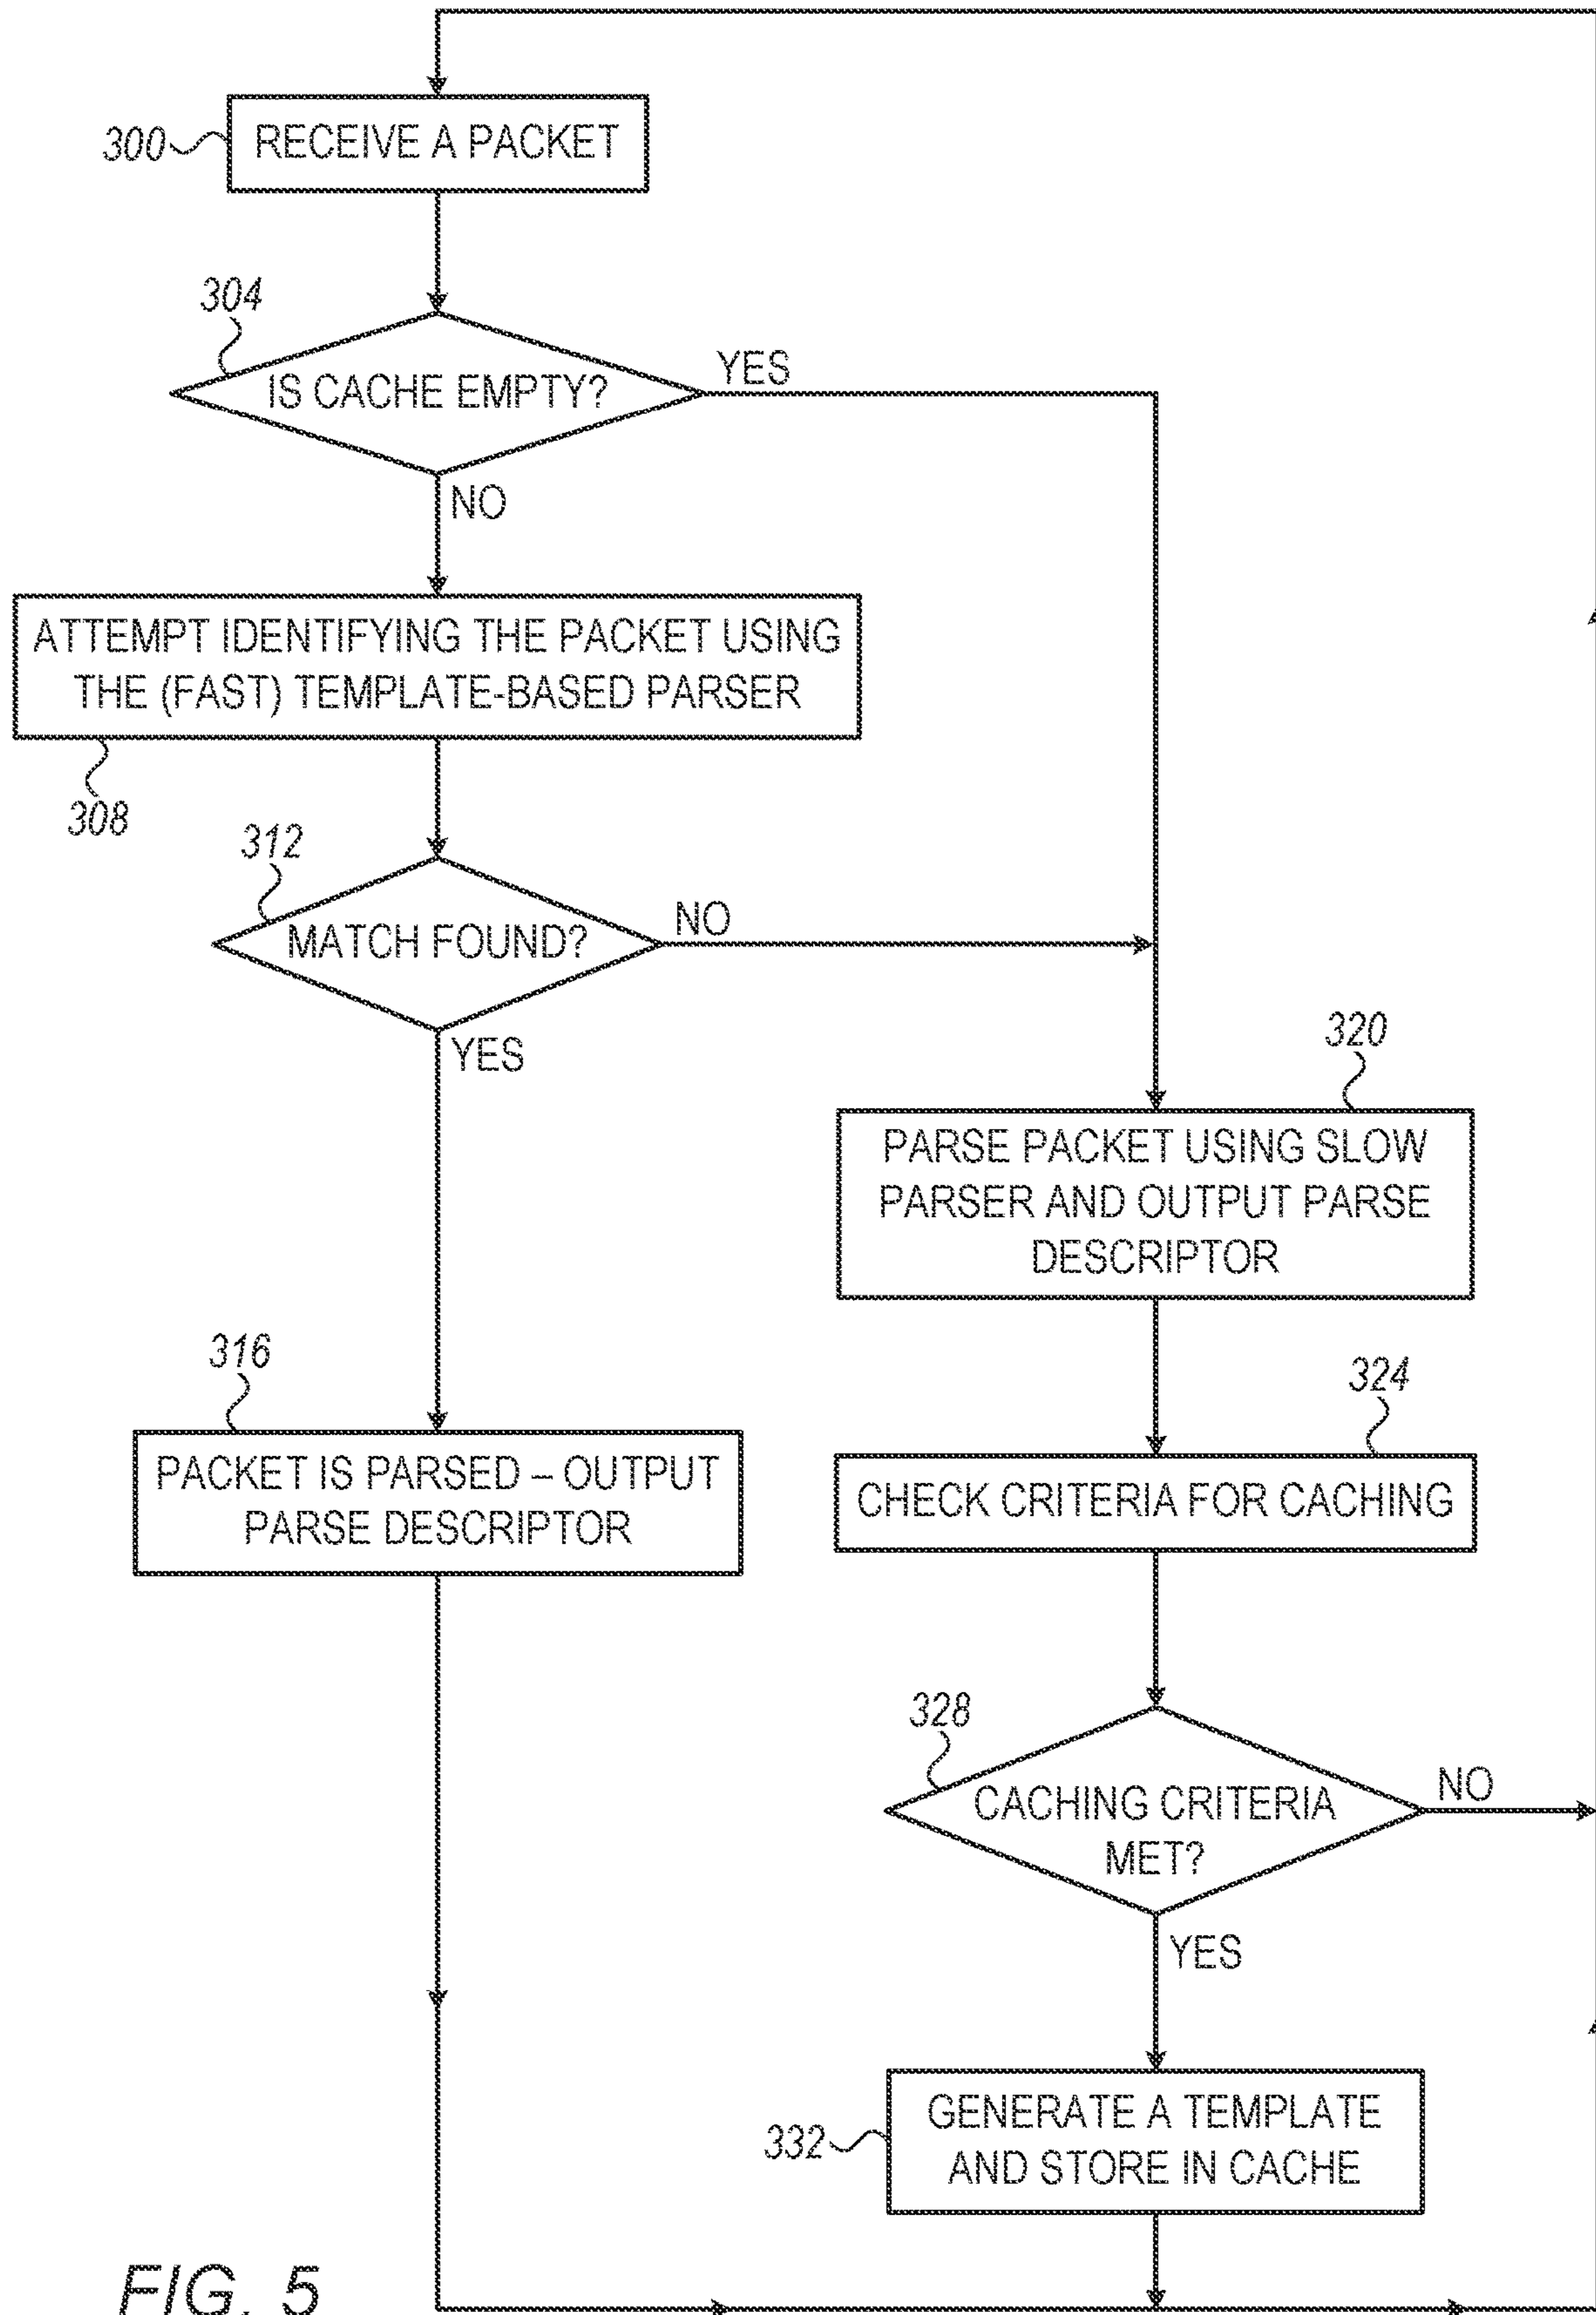 300
RECEIVE A PACKET
304
IS CACHE EMPTY?
YES
NO
ATTEMPT IDENTIFYING THE PACKET USING
THE (FAST) TEMPLATE-BASED PARSER
308
312
MATCH FOUND?
NO
YES
320
PARSE PACKET USING SLOW
PARSER AND OUTPUT PARSE
DESCRIPTOR
316
PACKET IS PARSED – OUTPUT
PARSE DESCRIPTOR
324
CHECK CRITERIA FOR CACHING
328
CACHING CRITERIA
MET?
NO
YES
332
GENERATE A TEMPLATE
AND STORE IN CACHE
FIG. 5